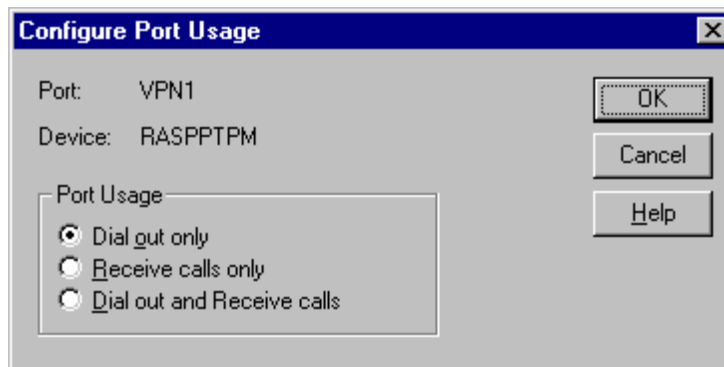 Configure Port Usage
Port: VPN1
OK
Device: RASPPTPM
Cancel
Port Usage
Help
Dial out only
Receive calls only
Dial out and Receive calls